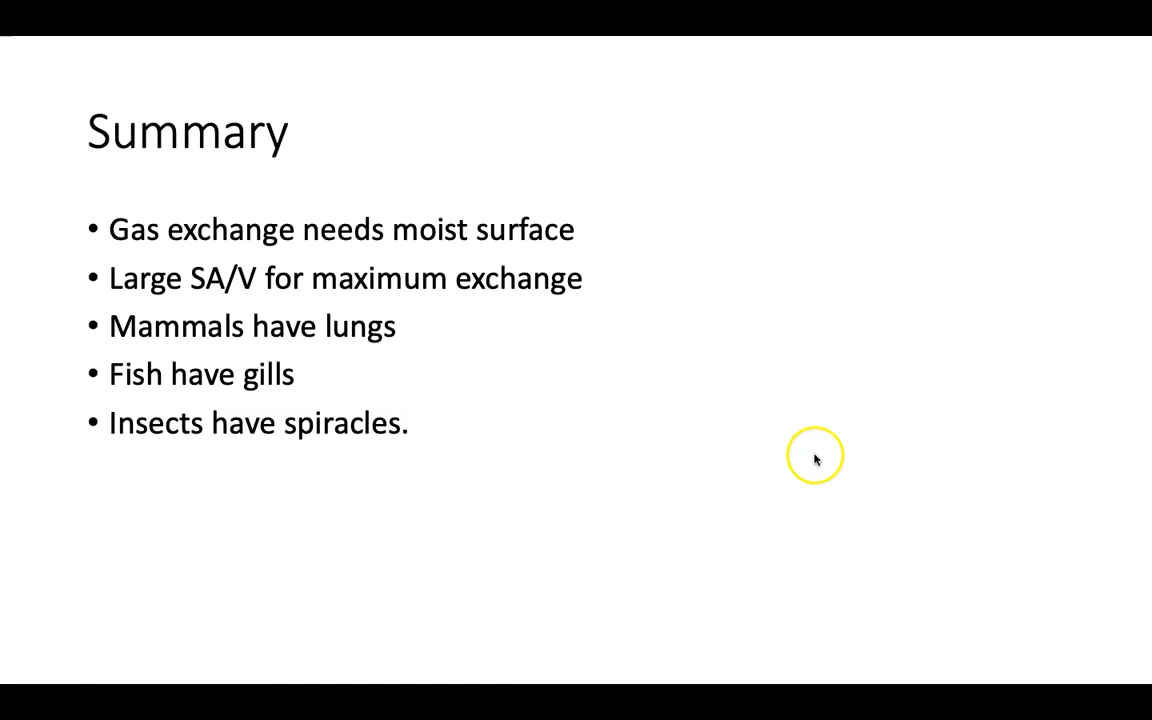 Summary
• Gas exchange needs moist surface
• Large SA/V for maximum exchange
• Mammals have lungs
• Fish have gills
• Insects have spiracles.